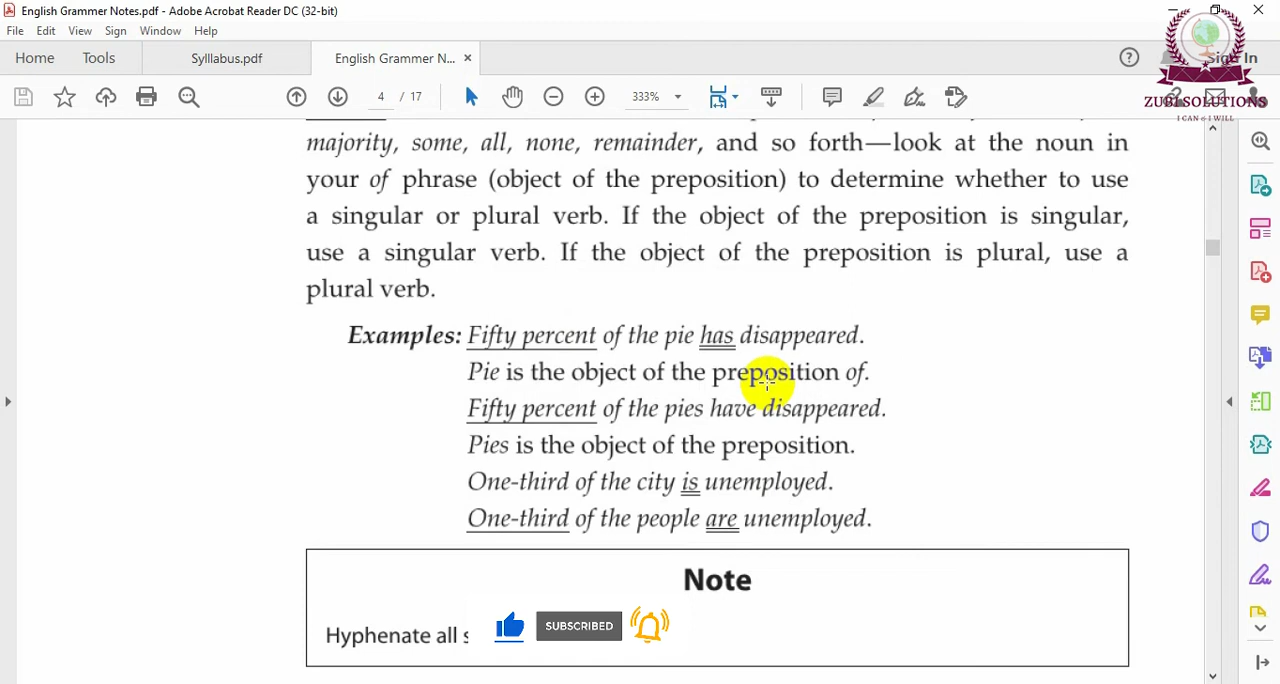 English Grammer Notes.pdf - Adobe Acrobat Reader DC (32-bit)
File Edit View Sign Window Help
Home Tools Sylllabus.pdf English Grammer N... × Sign In
4 / 17 333%
ZUBI SOLUTIONS
I CAN & I WILL
majority, some, all, none, remainder, and so forth—look at the noun in
your of phrase (object of the preposition) to determine whether to use
a singular or plural verb. If the object of the preposition is singular,
use a singular verb. If the object of the preposition is plural, use a
plural verb.
Examples: Fifty percent of the pie has disappeared.
Pie is the object of the preposition of.
Fifty percent of the pies have disappeared.
Pies is the object of the preposition.
One-third of the city is unemployed.
One-third of the people are unemployed.
Note
Hyphenate all
SUBSCRIBED